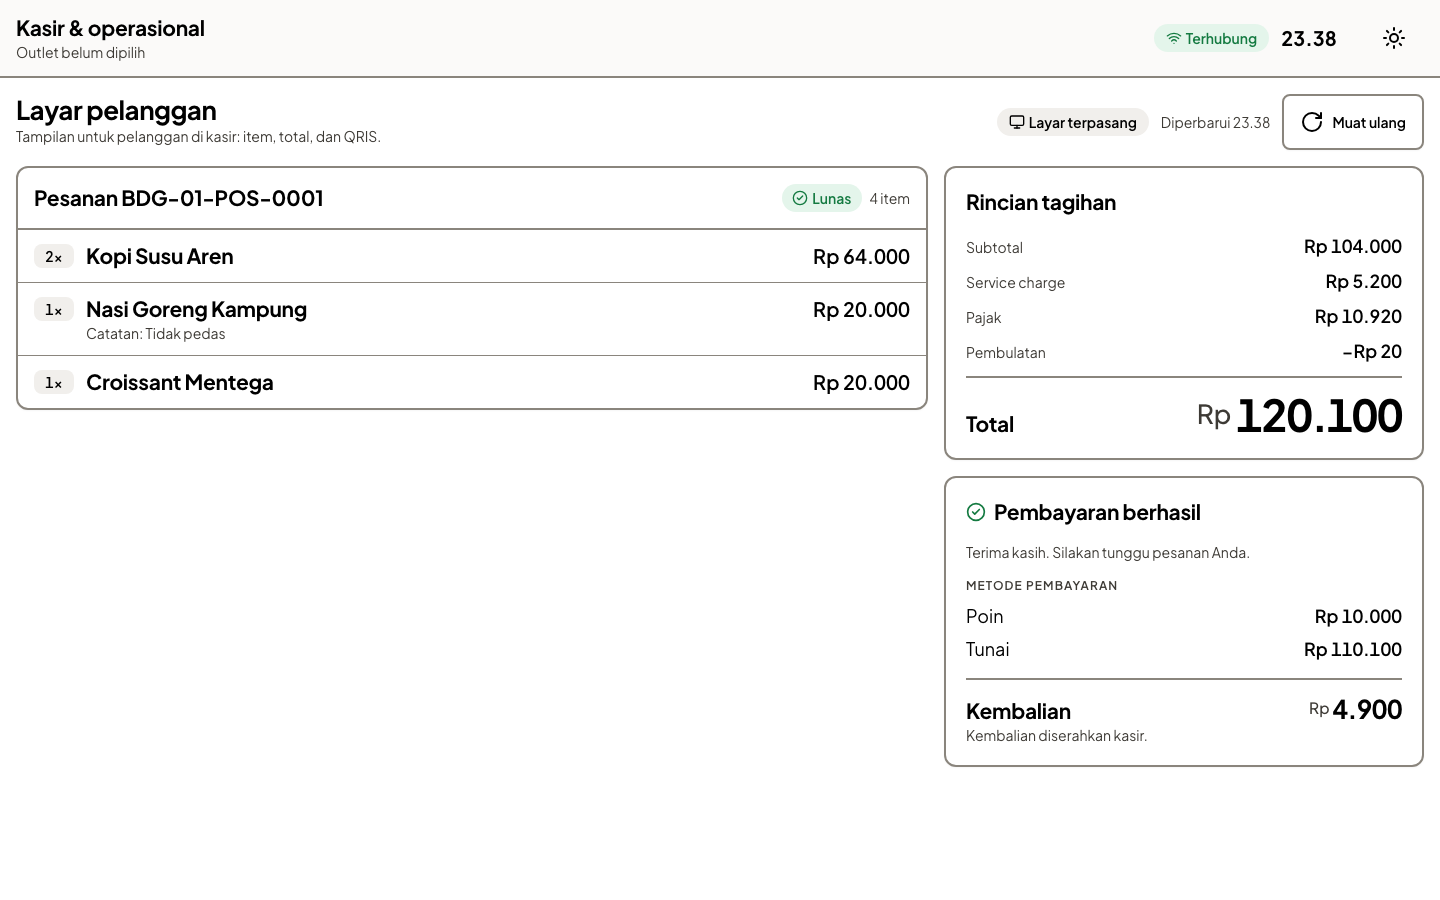 Kasir & operasional
Outlet belum dipilih
Terhubung 23.38
Layar pelanggan
Tampilan untuk pelanggan di kasir: item, total, dan QRIS.
Layar terpasang Diperbarui 23.38 Muat ulang
Pesanan BDG-01-POS-0001 Lunas 4 item
2× Kopi Susu Aren Rp 64.000
1× Nasi Goreng Kampung Rp 20.000
Catatan: Tidak pedas
1× Croissant Mentega Rp 20.000
Rincian tagihan
Subtotal Rp 104.000
Service charge Rp 5.200
Pajak Rp 10.920
Pembulatan −Rp 20
Total Rp 120.100
Pembayaran berhasil
Terima kasih. Silakan tunggu pesanan Anda.
METODE PEMBAYARAN
Poin Rp 10.000
Tunai Rp 110.100
Kembalian Rp 4.900
Kembalian diserahkan kasir.